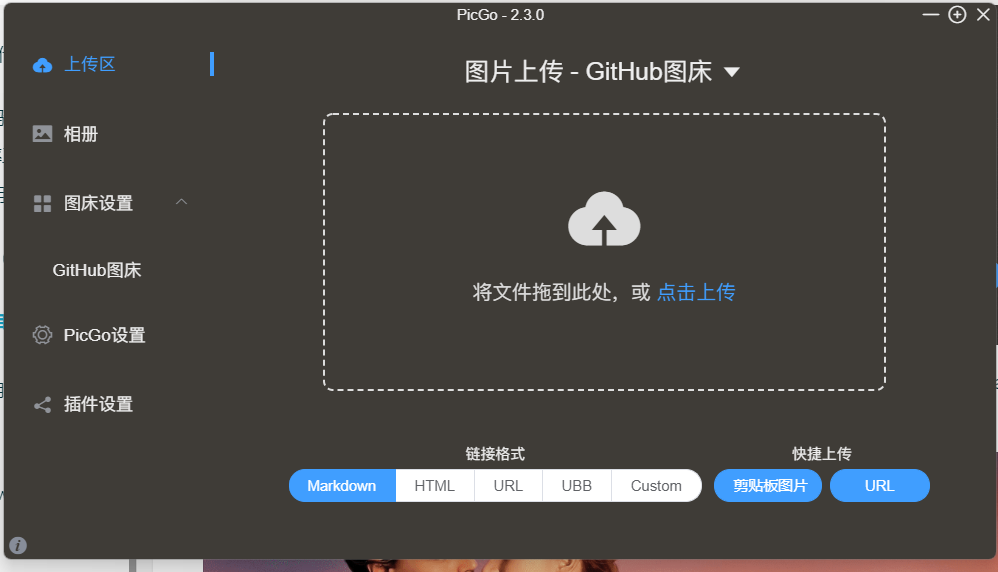 PicGo - 2.3.0
上传区
相册
图床设置
GitHub图床
PicGo设置
插件设置
图片上传 - GitHub图床
将文件拖到此处，或 点击上传
链接格式
Markdown HTML URL UBB Custom
快捷上传
剪贴板图片 URL